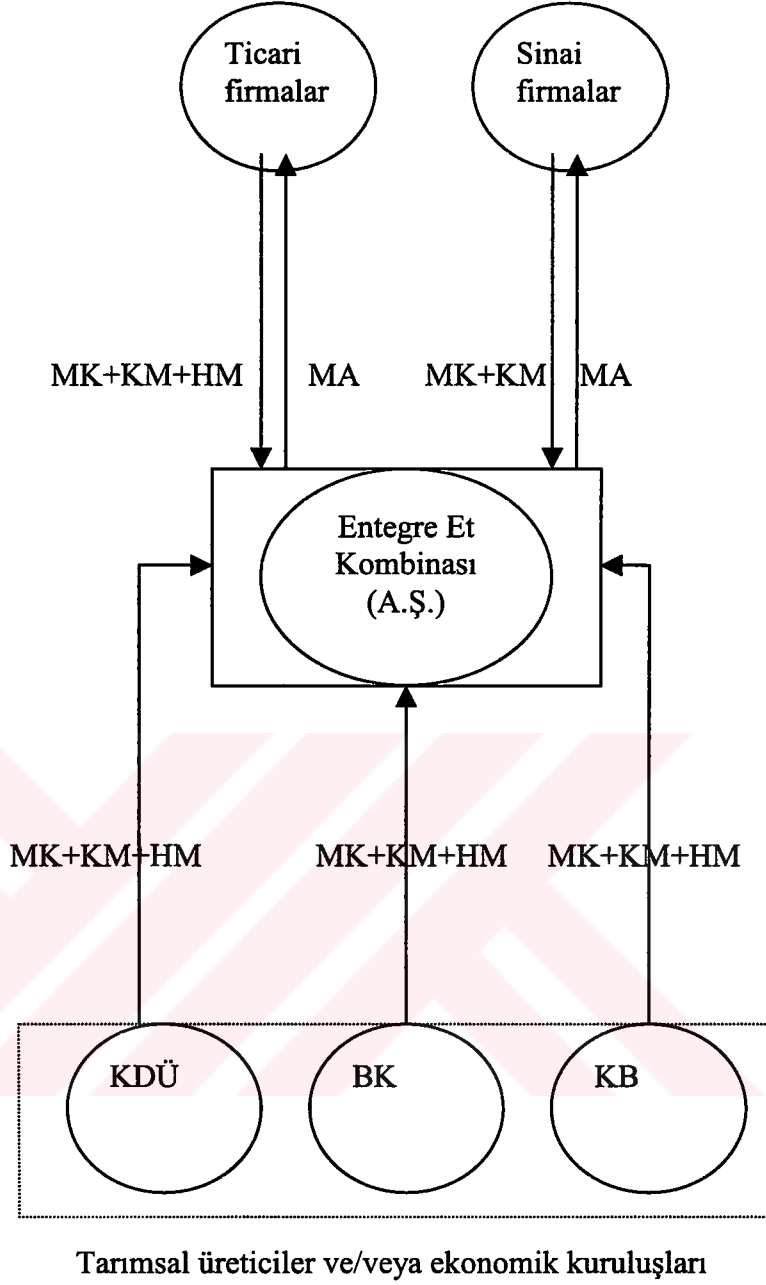 Ticari Sinai
firmalar firmalar
MK+KM+HM MA MK+KM MA
Entegre Et
Kombinası
(A.Ş.)
MK+KM+HM MK+KM+HM MK+KM+HM
KDÜ BK KB
Tarımsal üreticiler ve/veya ekonomik kuruluşları